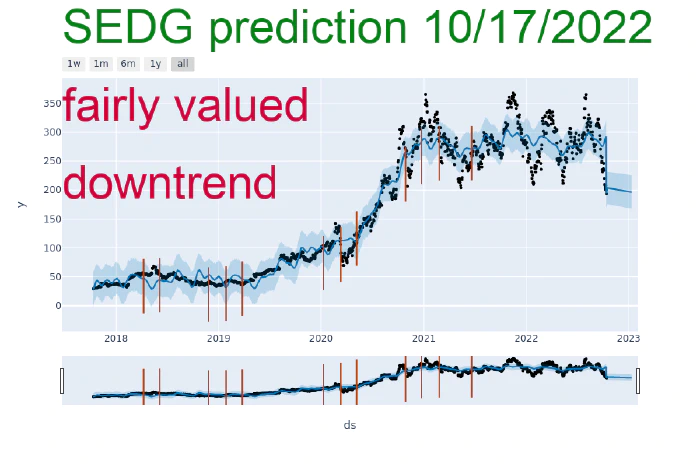 SEDG prediction 10/17/2022
1w 1m 6m 1y all
fairly valued
downtrend
350
300
250
200
150
100
50
0
y
2018 2019 2020 2021 2022 2023
ds